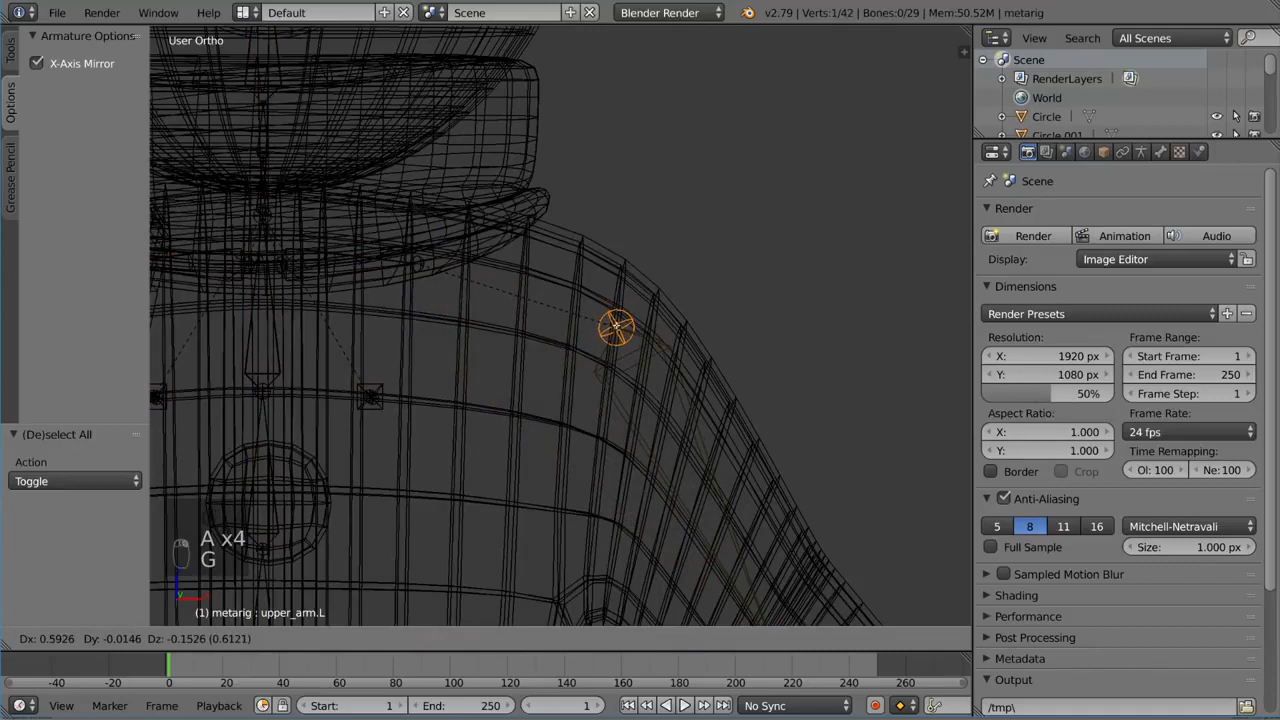 File Render Window Help
Default
Scene
Blender Render
v2.79 | Verts:1/42 | Bones:0/29 | Mem:50.52M | metarig
Tools
Options
Grease Pencil
Armature Options
X-Axis Mirror
(De)select All
Action
Toggle
User Ortho
A x4
G
(1) metarig : upper_arm.L
Dx: 0.5926 Dy: -0.0146 Dz: -0.1526 (0.6121)
View Search All Scenes
Scene
RenderLayers
World
Circle
Circle.001
Scene
Render
Render Animation Audio
Display: Image Editor
Dimensions
Render Presets
Resolution: Frame Range:
X: 1920 px Start Frame: 1
Y: 1080 px End Frame: 250
50% Frame Step: 1
Aspect Ratio: Frame Rate:
X: 1.000 24 fps
Y: 1.000 Time Remapping:
Border Crop Ol: 100 Ne: 100
Anti-Aliasing
5 8 11 16 Mitchell-Netravali
Full Sample Size: 1.000 px
Sampled Motion Blur
Shading
Performance
Post Processing
Metadata
Output
/tmp\
-40 -20 0 20 40 60 80 100 120 140 160 180 200 220 240 260
View Marker Frame Playback Start: 1 End: 250 1 No Sync